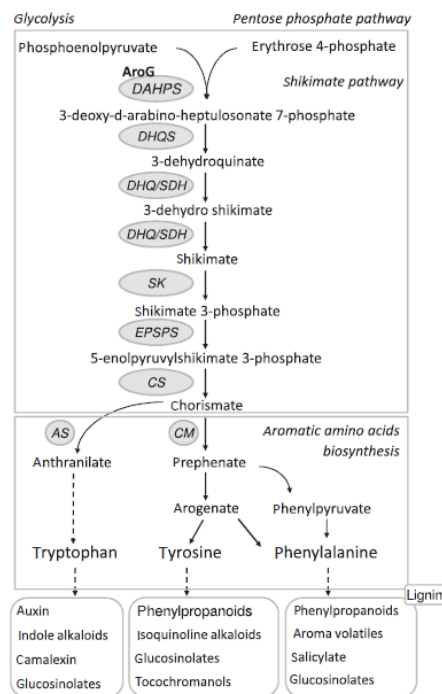 Glycolysis Pentose phosphate pathway
Phosphoenolpyruvate Erythrose 4-phosphate
AroG
DAHPS Shikimate pathway
3-deoxy-d-arabino-heptulosonate 7-phosphate
DHQS
3-dehydroquinate
DHQ/SDH
3-dehydro shikimate
DHQ/SDH
Shikimate
SK
Shikimate 3-phosphate
EPSPS
5-enolpyruvylshikimate 3-phosphate
CS
Chorismate
AS CM Aromatic amino acids
biosynthesis
Anthranilate Prephenate
Arogenate Phenylpyruvate
Tryptophan Tyrosine Phenylalanine
Lignin
Auxin
Indole alkaloids
Camalexin
Glucosinolates
Phenylpropanoids
Isoquinoline alkaloids
Glucosinolates
Tocochromanols
Phenylpropanoids
Aroma volatiles
Salicylate
Glucosinolates